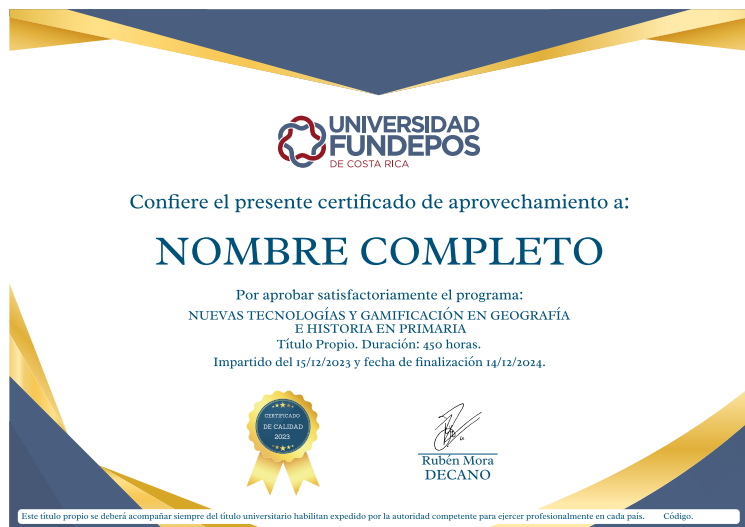 UNIVERSIDAD
FUNDEPOS
DE COSTA RICA
Confiere el presente certificado de aprovechamiento a:
NOMBRE COMPLETO
Por aprobar satisfactoriamente el programa:
NUEVAS TECNOLOGÍAS Y GAMIFICACIÓN EN GEOGRAFÍA
E HISTORIA EN PRIMARIA
Título Propio. Duración: 450 horas.
Impartido del 15/12/2023 y fecha de finalización 14/12/2024.
CERTIFICADO
DE CALIDAD
2023
Rubén Mora
DECANO
Este título propio se deberá acompañar siempre del título universitario habilitan expedido por la autoridad competente para ejercer profesionalmente en cada país. Código.